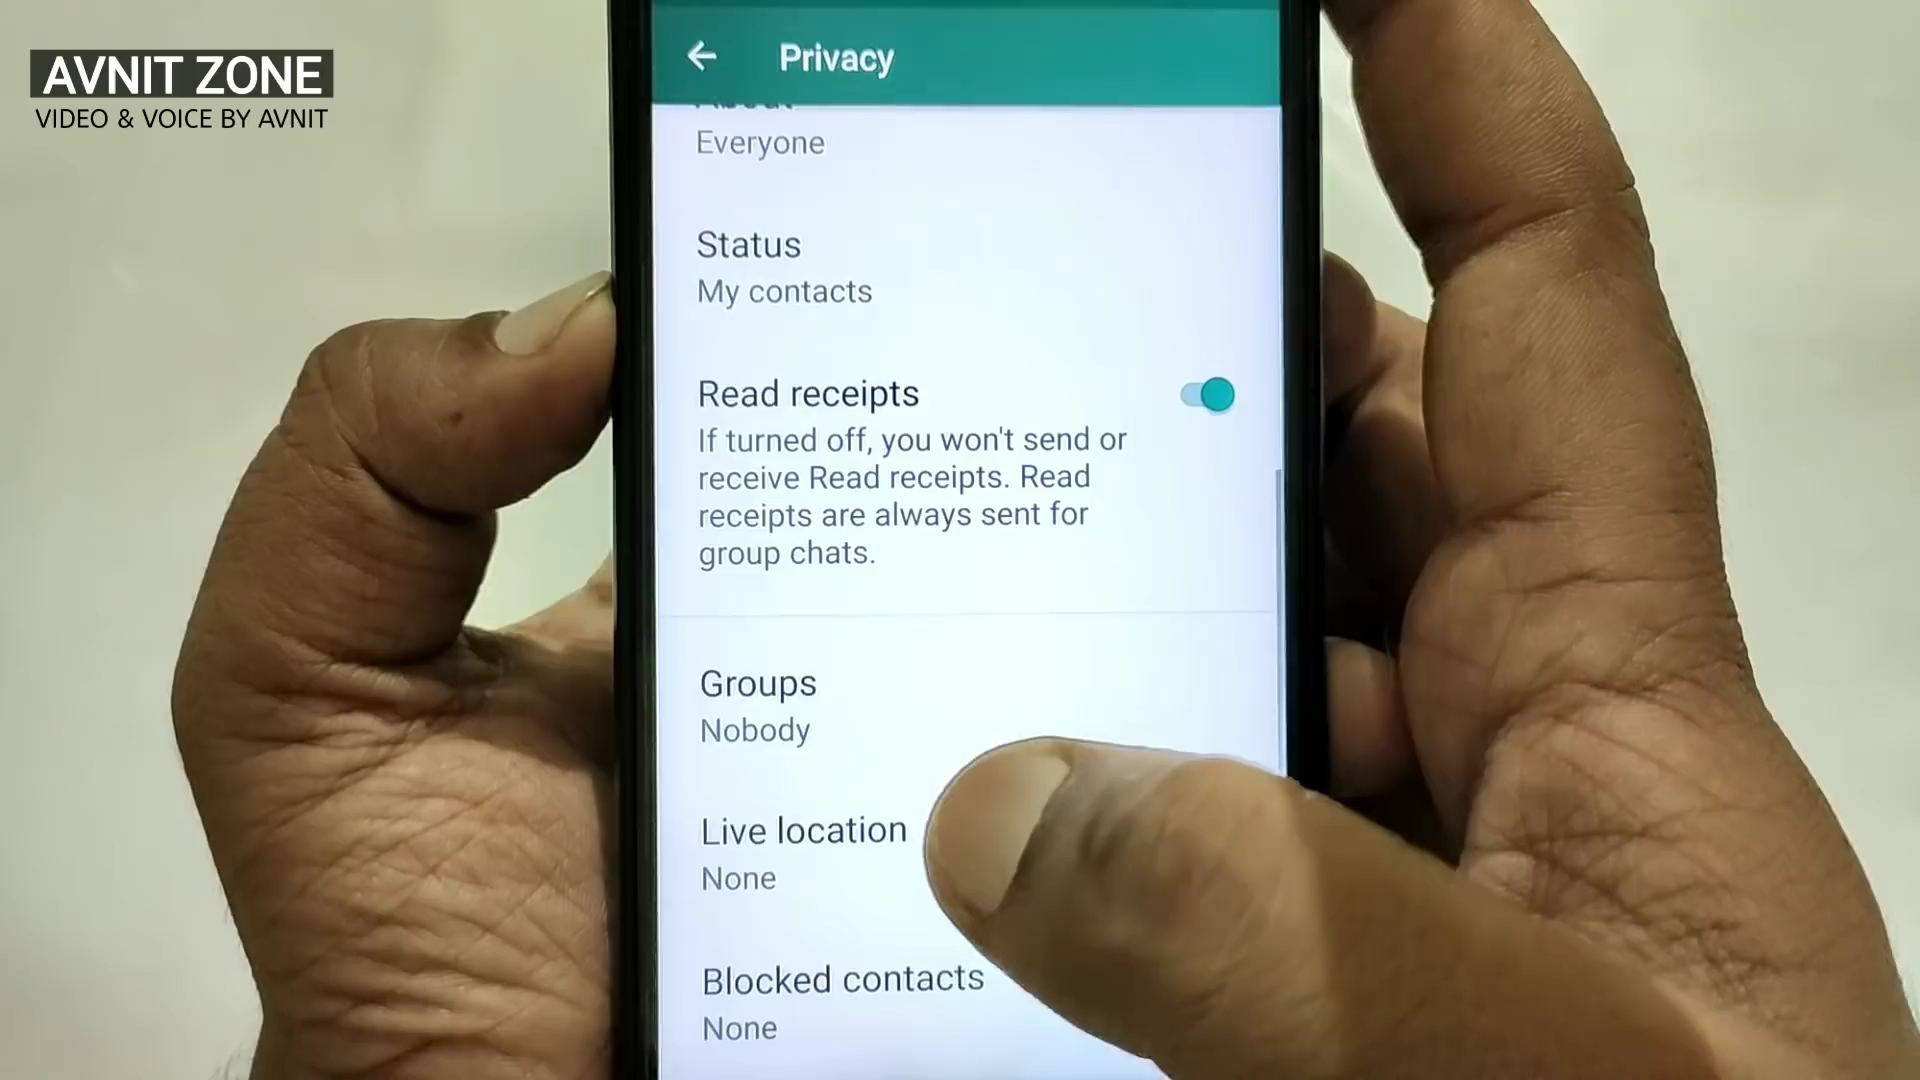 AVNIT ZONE
VIDEO & VOICE BY AVNIT
Privacy
Everyone
Status
My contacts
Read receipts
If turned off, you won't send or
receive Read receipts. Read
receipts are always sent for
group chats.
Groups
Nobody
Live location
None
Blocked contacts
None